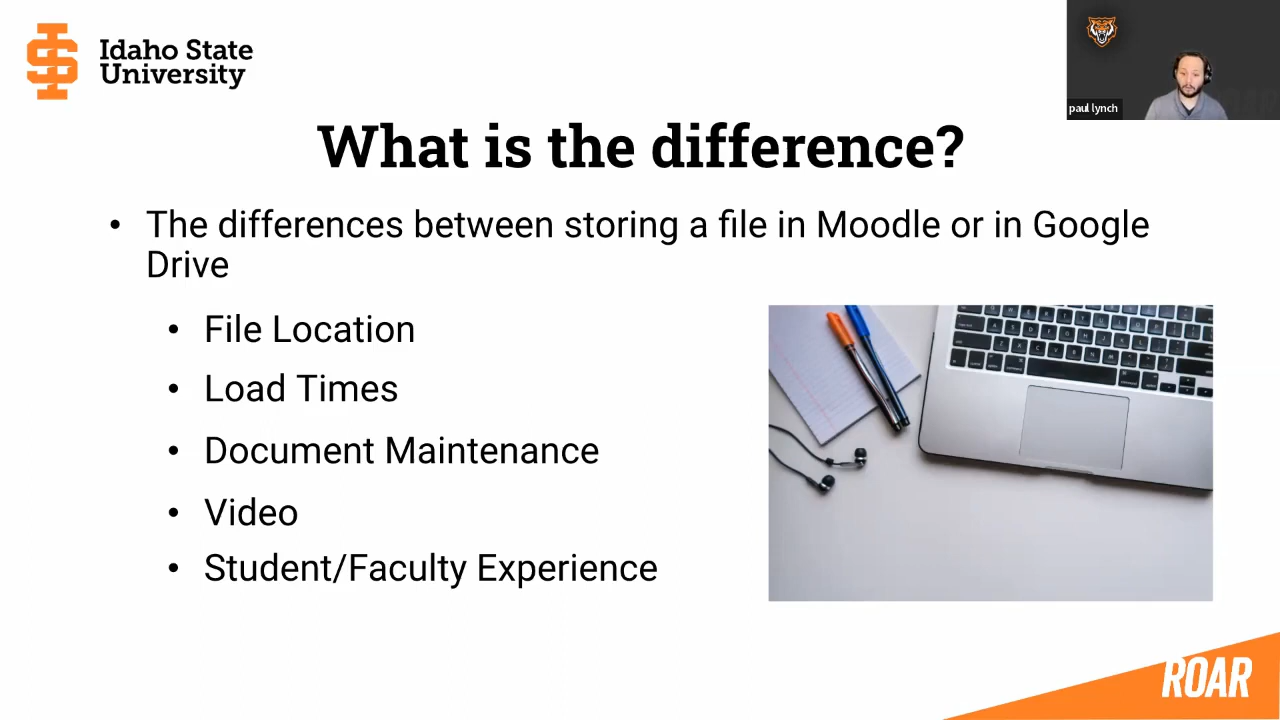 Idaho State
University
paul lynch
What is the difference?
• The differences between storing a file in Moodle or in Google
Drive
• File Location
• Load Times
• Document Maintenance
• Video
• Student/Faculty Experience
ROAR